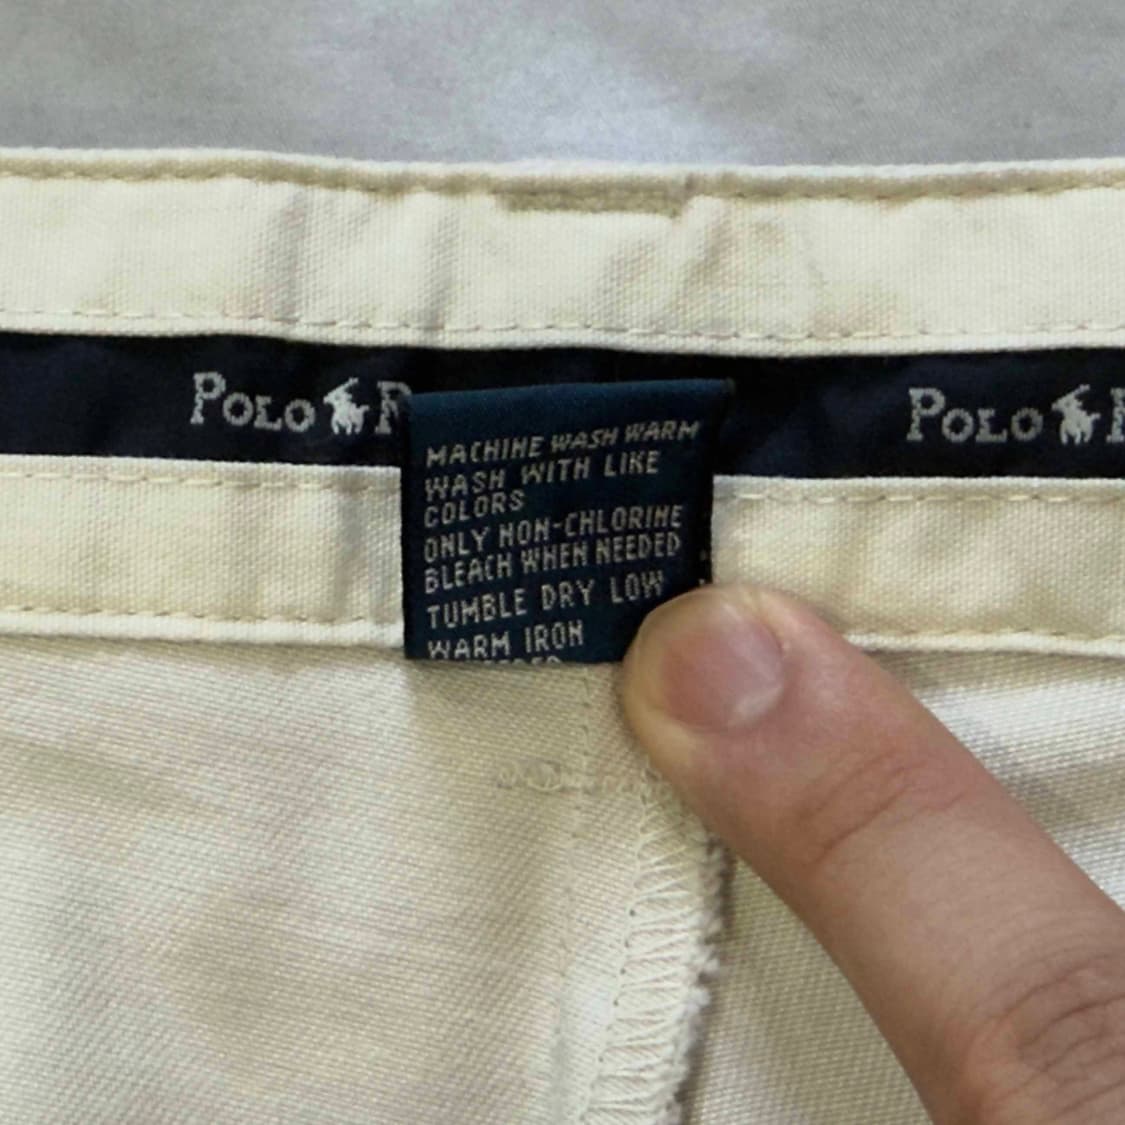 POLO
POLO
MACHINE WASH WARM
WASH WITH LIKE
COLORS
ONLY NON-CHLORINE
BLEACH WHEN NEEDED
TUMBLE DRY LOW
WARM IRON